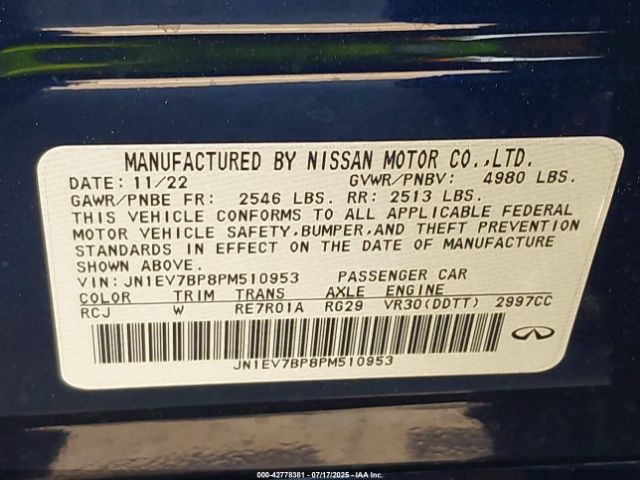 MANUFACTURED BY NISSAN MOTOR CO.,LTD.
DATE: 11/22 GVWR/PNBV: 4980 LBS.
GAWR/PNBE FR: 2546 LBS. RR: 2513 LBS.
THIS VEHICLE CONFORMS TO ALL APPLICABLE FEDERAL
MOTOR VEHICLE SAFETY,BUMPER,AND THEFT PREVENTION
STANDARDS IN EFFECT ON THE DATE OF MANUFACTURE
SHOWN ABOVE.
VIN: JN1EV7BP8PM510953 PASSENGER CAR
COLOR TRIM TRANS AXLE ENGINE
RCJ W RE7R01A RG29 VR30(DDTT) 2997CC
JN1EV7BP8PM510953
000-42778381 - 07/17/2025 - IAA Inc.